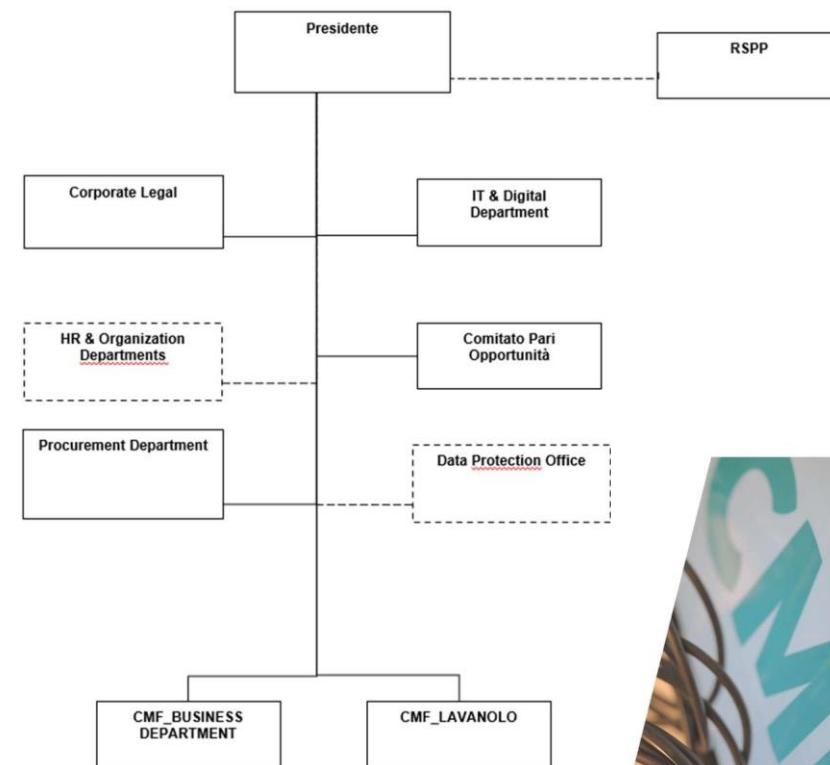 Presidente
RSPP
Corporate Legal
IT & Digital
Department
HR & Organization
Departments
Comitato Pari
Opportunità
Procurement Department
Data Protection Office
CMF_BUSINESS
DEPARTMENT
CMF_LAVANOLO
CM